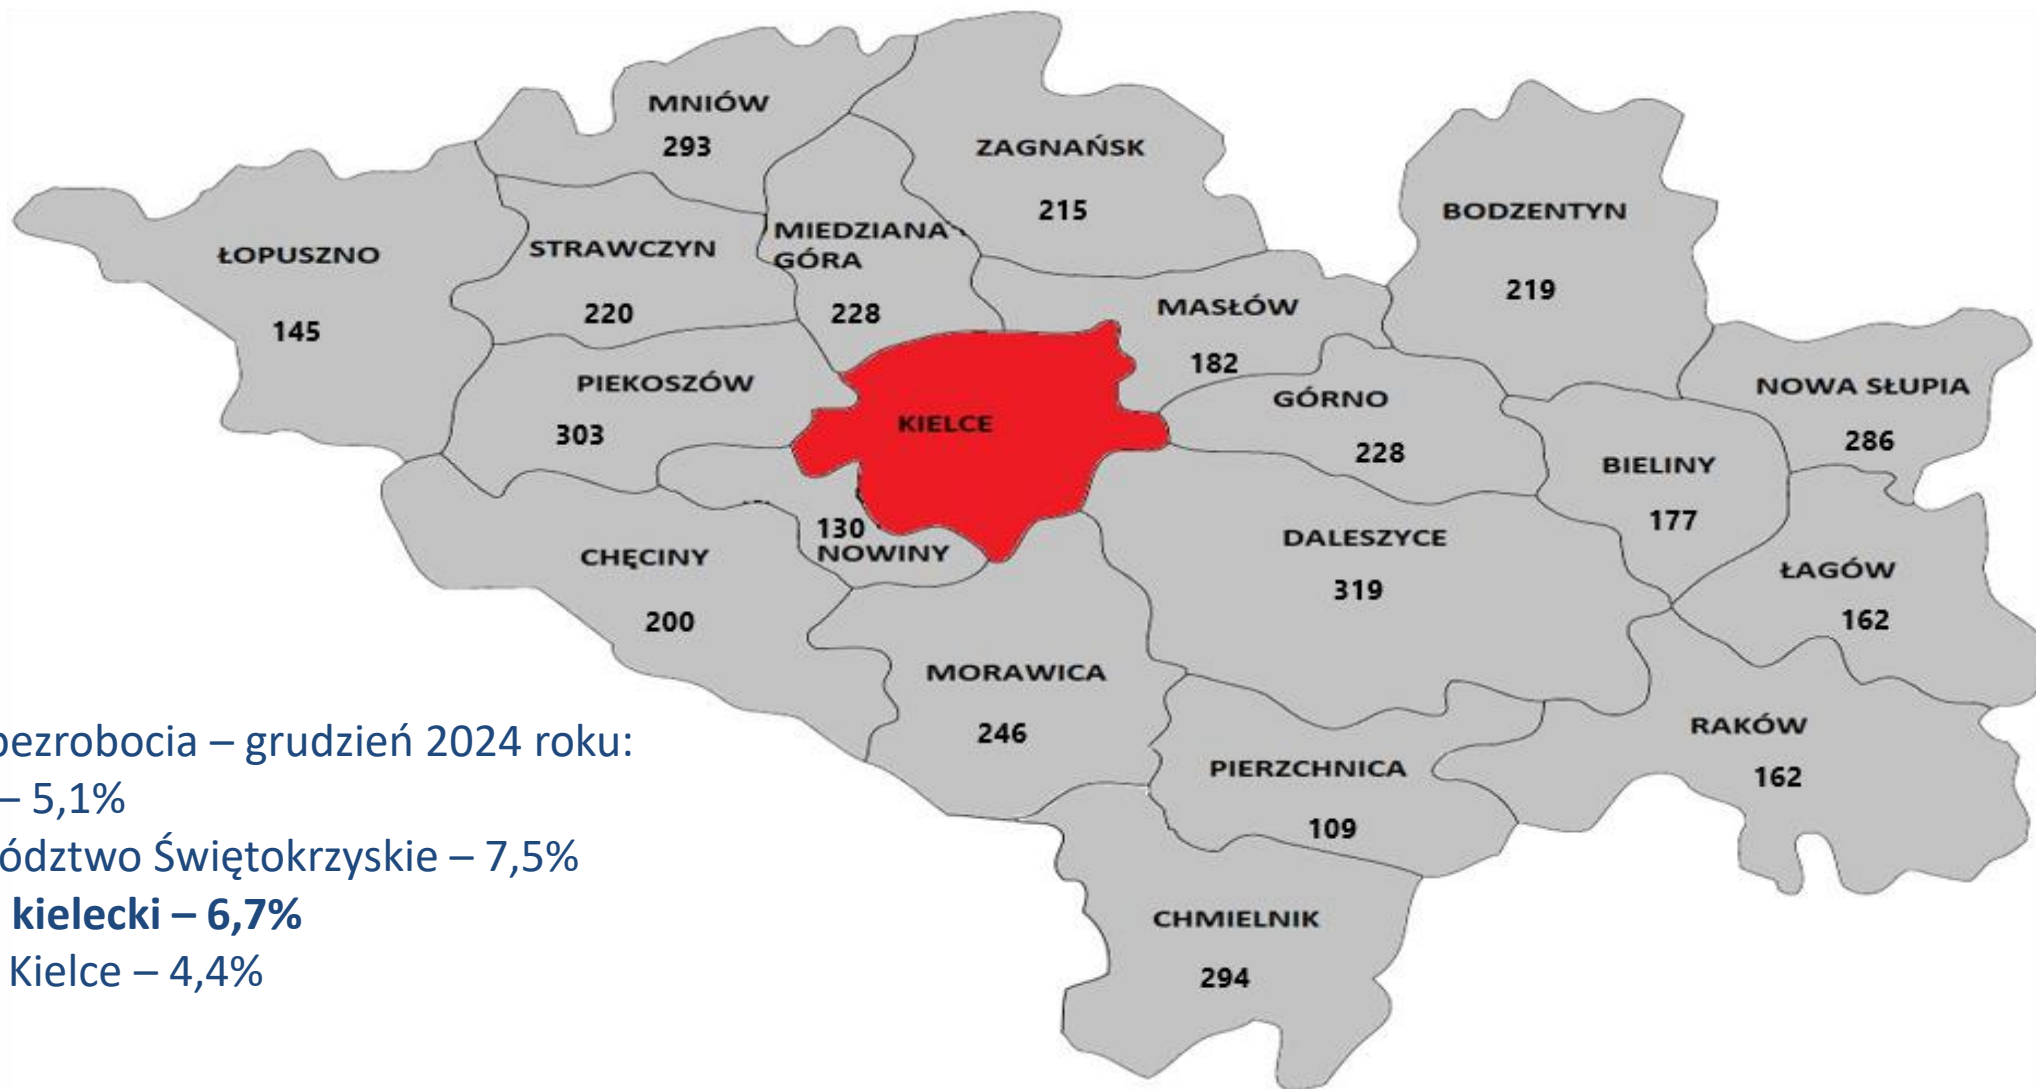 MNIÓW
293
ZAGNAŃSK
215
BODZENTYN
219
ŁOPUSZNO
145
STRAWCZYN
220
MIEDZIANA
GÓRA
228
MASŁÓW
182
NOWA SŁUPIA
286
PIEKOSZÓW
303
KIELCE
GÓRNO
228
BIELINY
177
130
NOWINY
CHĘCINY
200
DALESZYCE
319
ŁAGÓW
162
MORAWICA
246
PIERZCHNICA
109
RAKÓW
162
CHMIELNIK
294
bezrobocia – grudzień 2024 roku:
– 5,1%
ództwo Świętokrzyskie – 7,5%
kielecki – 6,7%
Kielce – 4,4%